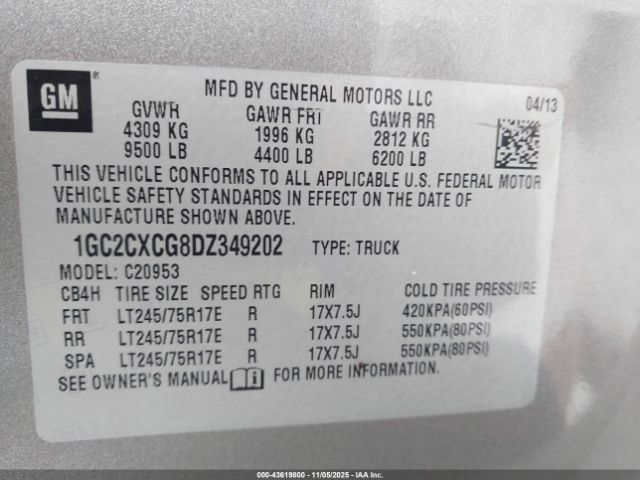 GM
MFD BY GENERAL MOTORS LLC
04/13
GVWR GAWR FRT GAWR RR
4309 KG 1996 KG 2812 KG
9500 LB 4400 LB 6200 LB
THIS VEHICLE CONFORMS TO ALL APPLICABLE U.S. FEDERAL MOTOR
VEHICLE SAFETY STANDARDS IN EFFECT ON THE DATE OF
MANUFACTURE SHOWN ABOVE.
1GC2CXCG8DZ349202 TYPE: TRUCK
MODEL: C20953
CB4H TIRE SIZE SPEED RTG RIM COLD TIRE PRESSURE
FRT LT245/75R17E R 17X7.5J 420KPA(60PSI)
RR LT245/75R17E R 17X7.5J 550KPA(80PSI)
SPA LT245/75R17E R 17X7.5J 550KPA(80PSI)
SEE OWNER'S MANUAL FOR MORE INFORMATION.
000-43619800 - 11/05/2025 - IAAI, Inc.